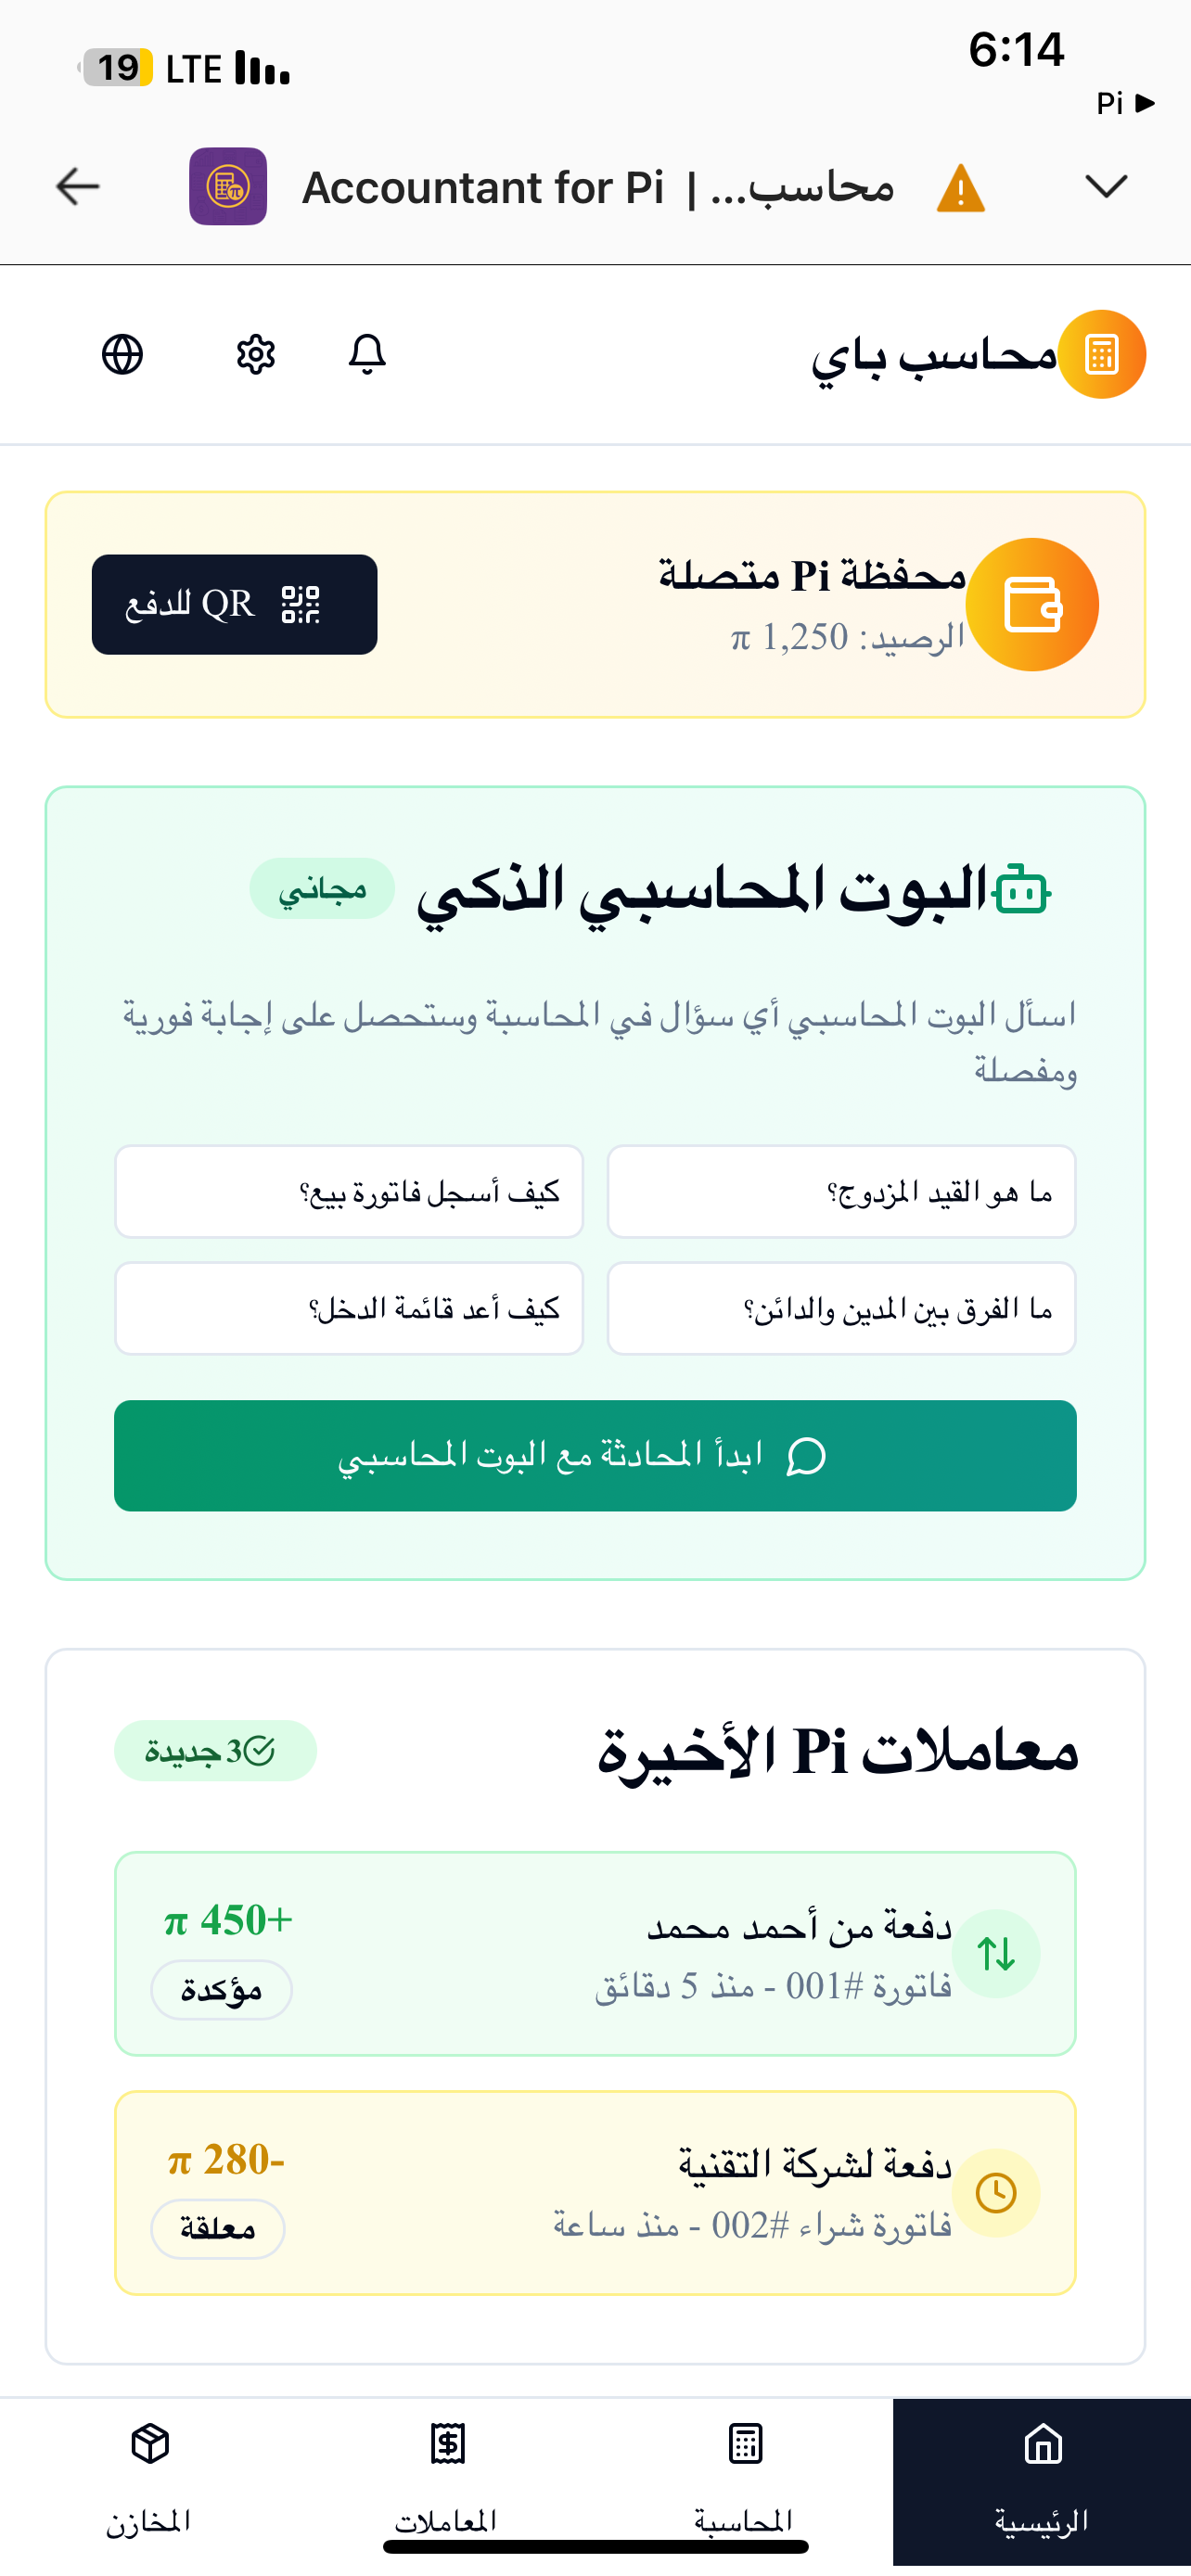 6:14
19 LTE
Pi
Accountant for Pi | محاسب...
محاسب باي
محفظة Pi متصلة
الرصيد: 1,250 π
QR للدفع
البوت المحاسبي الذكي
مجاني
اسأل البوت المحاسبي أي سؤال في المحاسبة وستحصل على إجابة فورية
ومفصلة
ما هو القيد المزدوج؟
كيف أسجل فاتورة بيع؟
ما الفرق بين المدين والدائن؟
كيف أعد قائمة الدخل؟
ابدأ المحادثة مع البوت المحاسبي
معاملات Pi الأخيرة
3 جديدة
دفعة من أحمد محمد
+450 π
فاتورة #001 - منذ 5 دقائق
مؤكدة
دفعة لشركة التقنية
-280 π
فاتورة شراء #002 - منذ ساعة
معلقة
الرئيسية
المحاسبة
المعاملات
المخازن